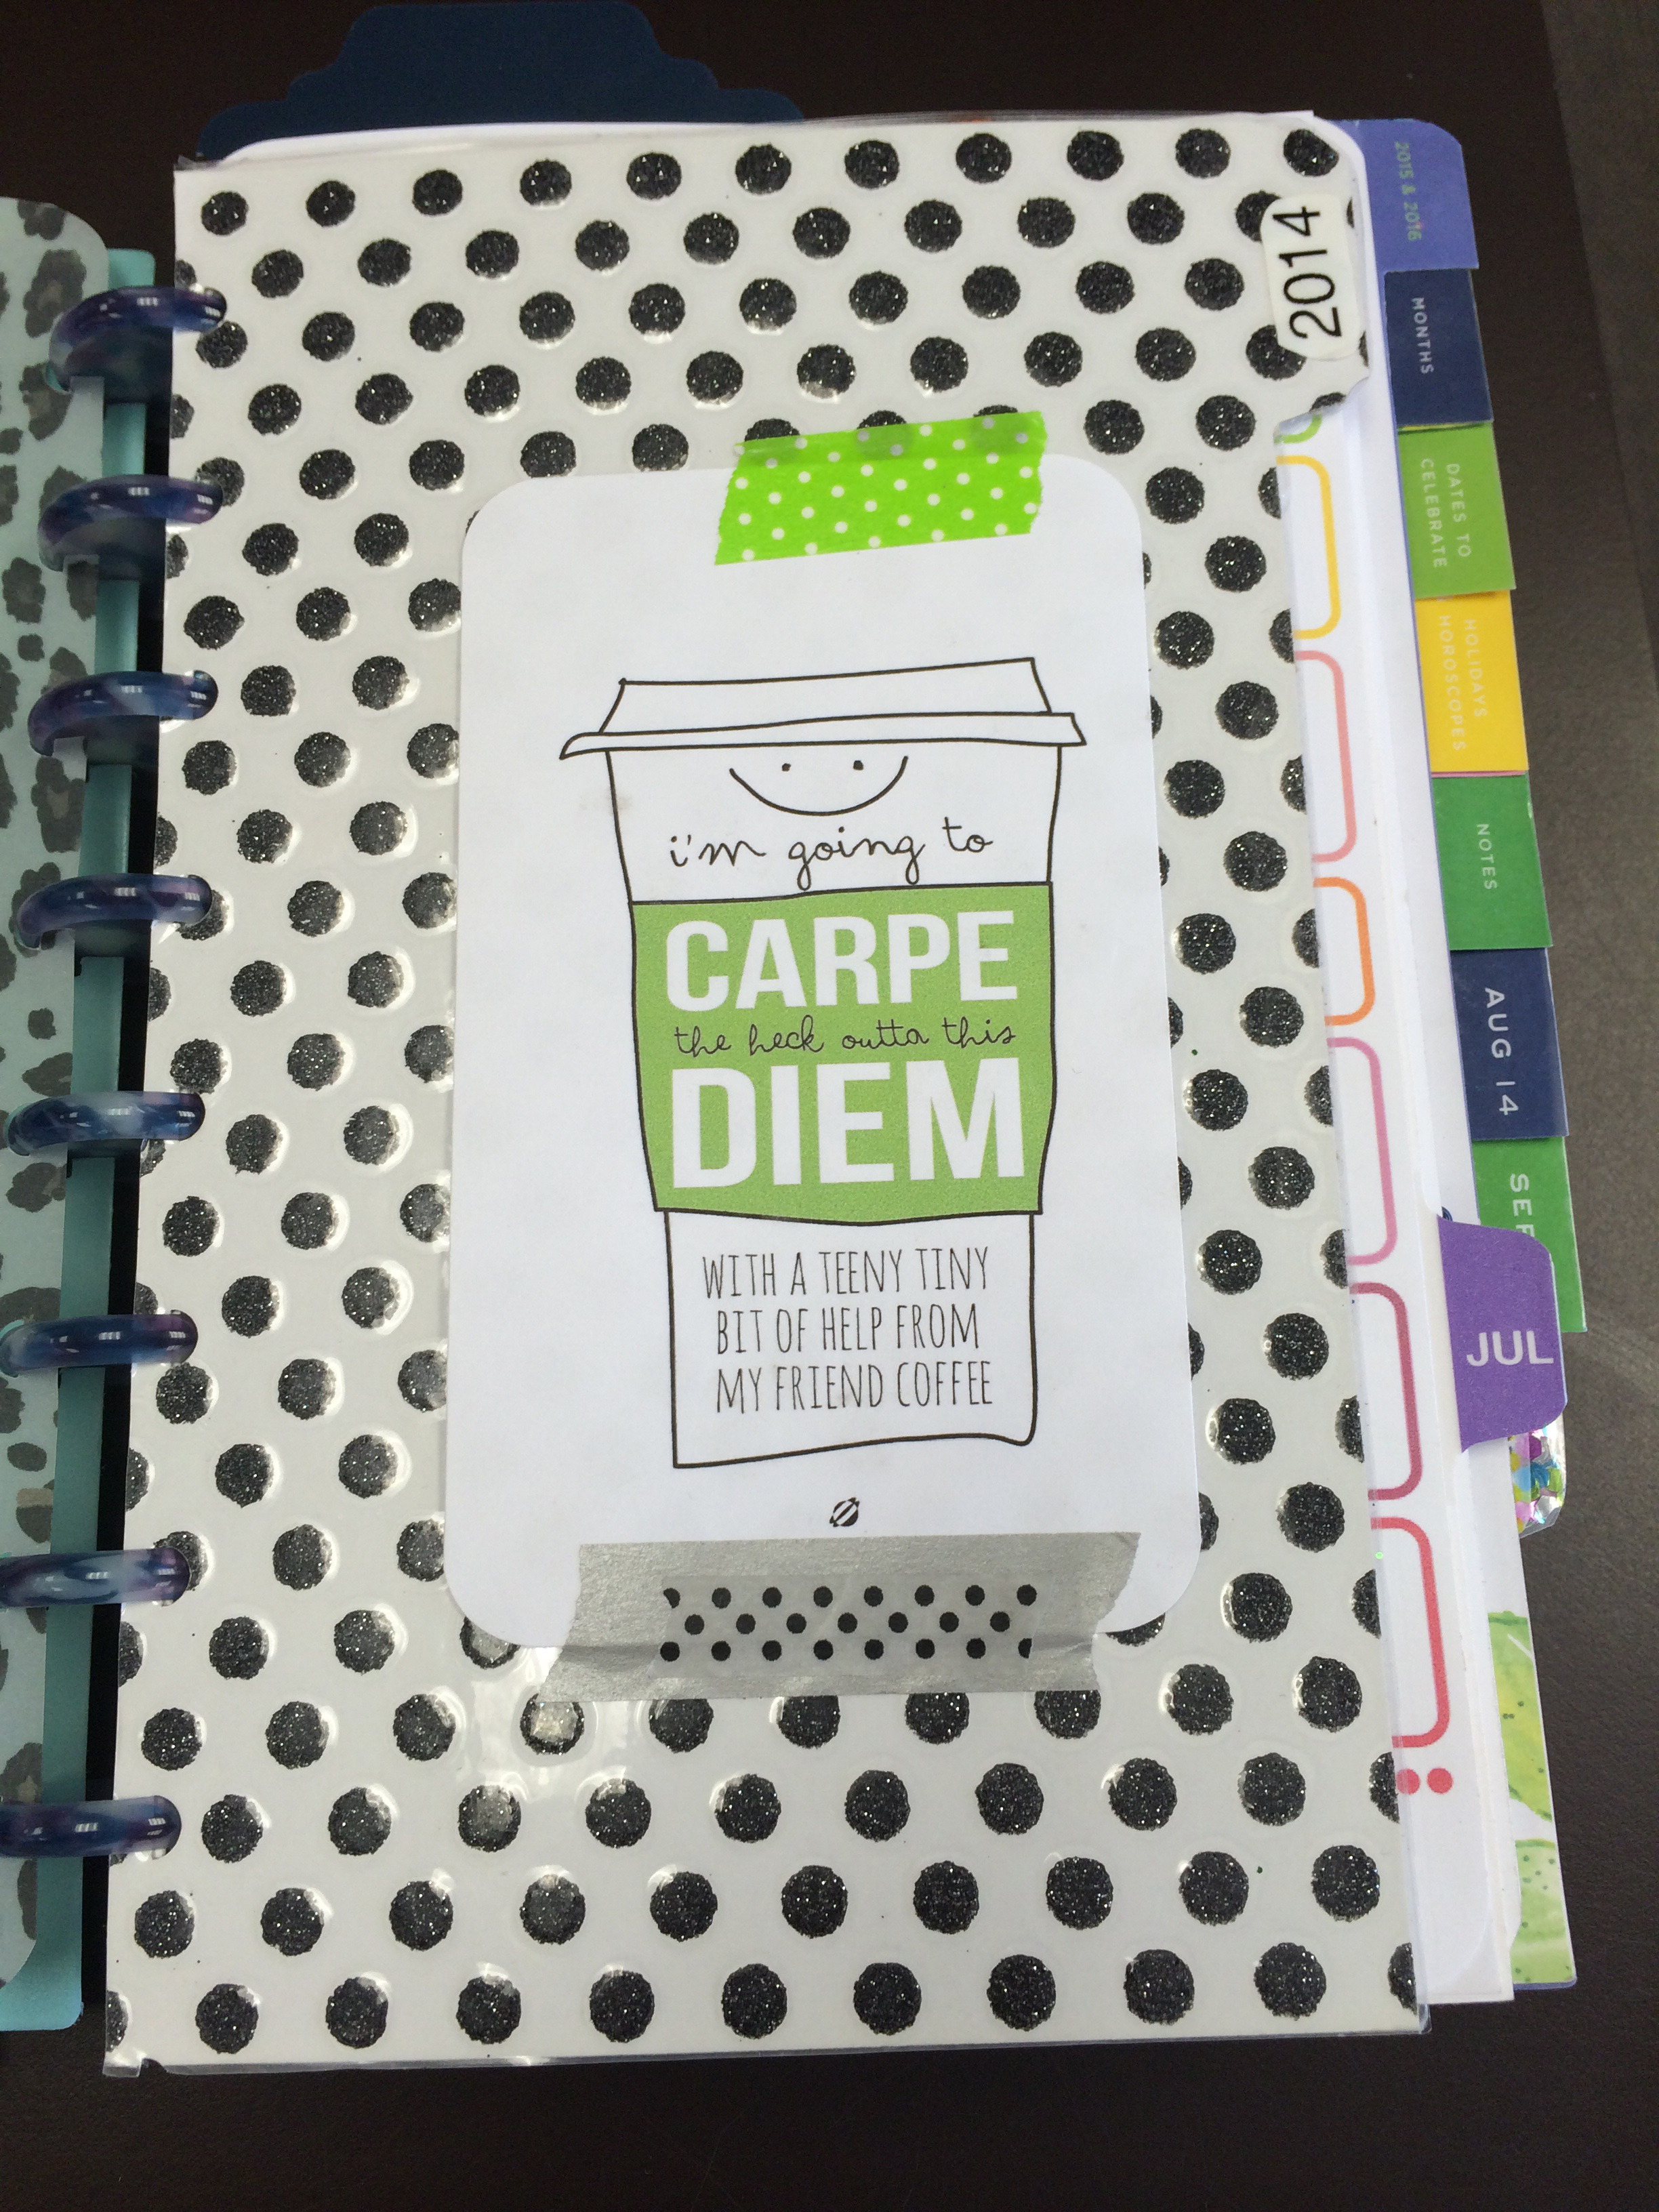 2014
i'm going to
CARPE
the heck outta this
DIEM
WITH A TEENY TINY
BIT OF HELP FROM
MY FRIEND COFFEE
2015 & 2016
MONTHS
DATES TO
CELEBRATE
HOLIDAYS
HOROSCOPES
NOTES
AUG 14
SEP
JUL